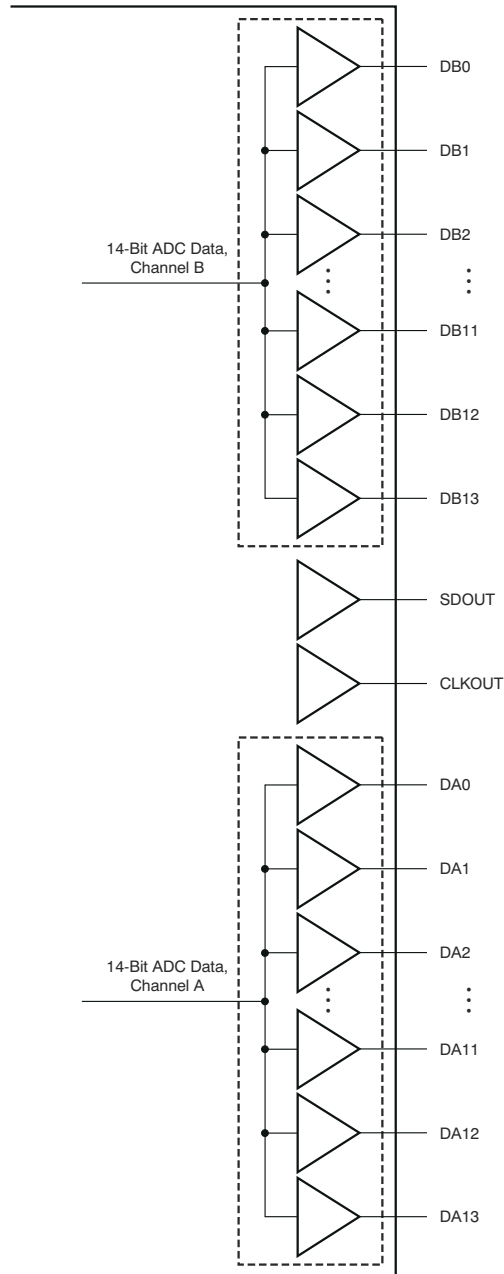 DB0
DB1
DB2
14-Bit ADC Data,
Channel B
DB11
DB12
DB13
SDOUT
CLKOUT
DA0
DA1
DA2
14-Bit ADC Data,
Channel A
DA11
DA12
DA13